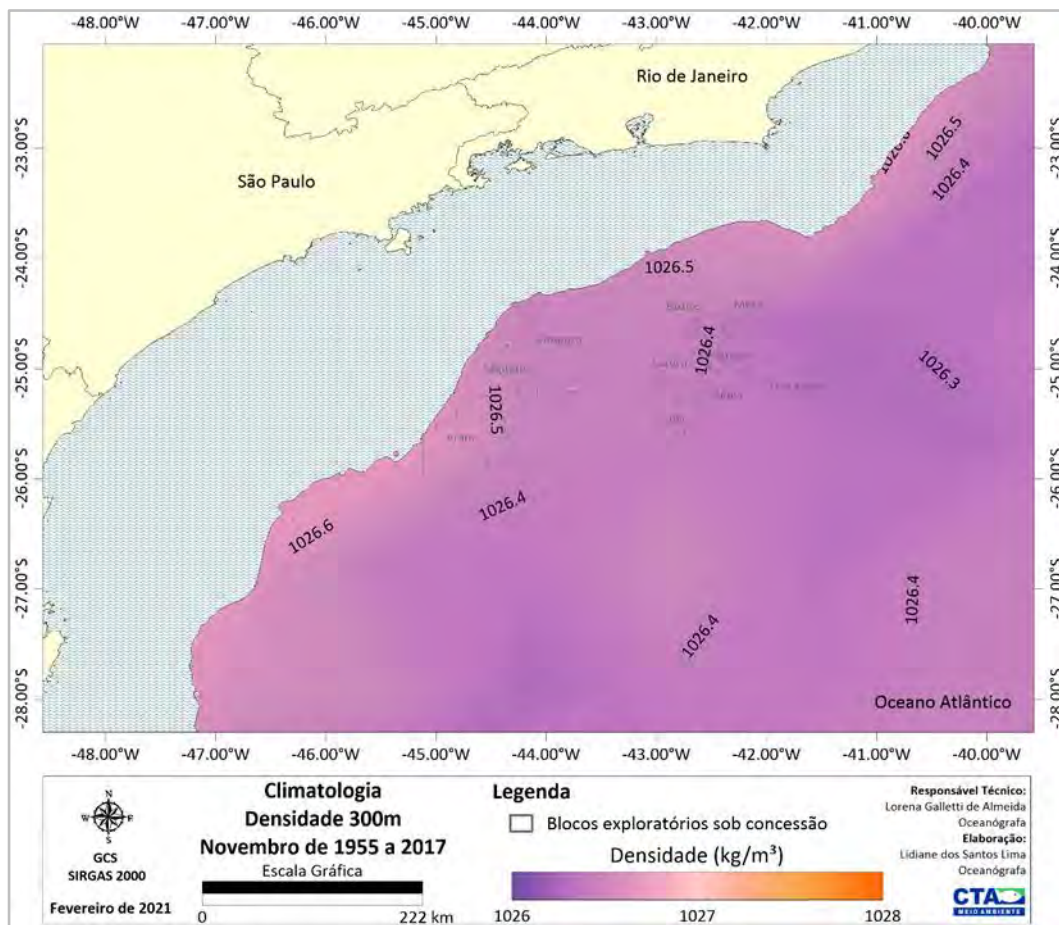 -48.00°W -47.00°W -46.00°W -45.00°W -44.00°W -43.00°W -42.00°W -41.00°W -40.00°W
Rio de Janeiro
São Paulo
-23.00°S
-23.00°S
1026.5
1026.4
-24.00°S
-24.00°S
1026.5
1026.4
1026.3
-25.00°S
-25.00°S
1026.5
-26.00°S
-26.00°S
1026.4
1026.6
-27.00°S
-27.00°S
1026.4
1026.4
-28.00°S
-28.00°S
Oceano Atlântico
-48.00°W -47.00°W -46.00°W -45.00°W -44.00°W -43.00°W -42.00°W -41.00°W -40.00°W
N
W E
S
GCS
SIRGAS 2000
Fevereiro de 2021
Climatologia
Densidade 300m
Novembro de 1955 a 2017
Escala Gráfica
0 222 km
Legenda
Blocos exploratórios sob concessão
Densidade (kg/m³)
1026 1027 1028
Responsável Técnico:
Lorena Galletti de Almeida
Oceanógrafa
Elaboração:
Lidiane dos Santos Lima
Oceanógrafa
CTA
MEIO AMBIENTE